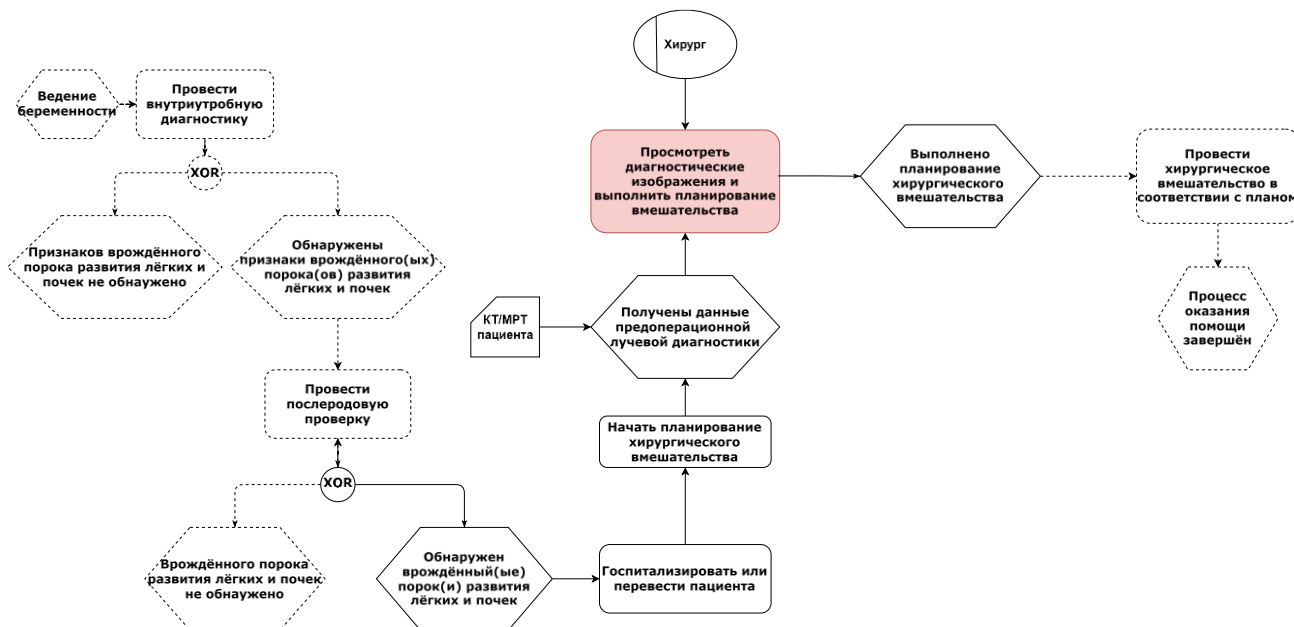 Хирург
Ведение
беременности
Провести
внутриутробную
диагностику
XOR
Признаков врождённого
порока развития лёгких и
почек не обнаужено
Обнаружены
признаки врождённого(ых)
порока(ов) развития
лёгких и почек
Провести
послеродовую
проверку
XOR
Врождённого порока
развития лёгких и почек
не обнаужено
Обнаружен
врождённый(ые)
порок(и) развития
лёгких и почек
Госпитализировать или
перевести пациента
Начать планирование
хирургического
вмешательства
КТ/МРТ
пациента
Получены данные
предоперационной
лучевой диагностики
Просмотреть
диагностические
изображения и
выполнить планирование
вмешательства
Выполнено
планирование
хирургического
вмешательства
Провести
хирургическое
вмешательство в
соответствии с планом
Процесс
оказания
помощи
завершён